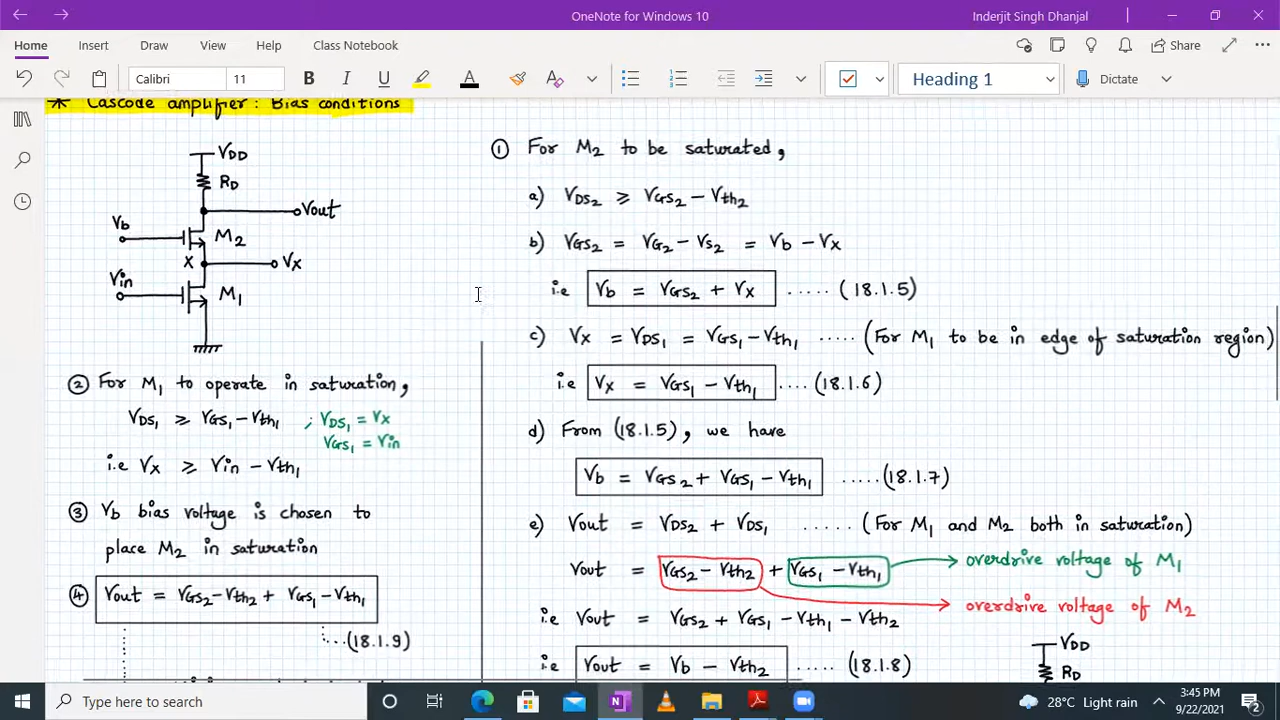 OneNote for Windows 10
Inderjit Singh Dhanjal
Home Insert Draw View Help Class Notebook
Share
Calibri 11 B I U A Heading 1 Dictate
* Cascode amplifier : Bias conditions
VDD
RD
Vout
Vb
M2
X
Vx
Vin
M1
② For M1 to operate in saturation,
VDS1 ≥ VGS1 - Vth1 ; VDS1 = Vx
VGS1 = Vin
i.e Vx ≥ Vin - Vth1
③ Vb bias voltage is chosen to
place M2 in saturation
④ Vout = VGS2 - Vth2 + VGS1 - Vth1
....(18.1.9)
① For M2 to be saturated,
a) VDS2 ≥ VGS2 - Vth2
b) VGS2 = VG2 - VS2 = Vb - Vx
i.e Vb = VGS2 + Vx ..... (18.1.5)
c) Vx = VDS1 = VGS1 - Vth1 ..... (For M1 to be in edge of saturation region)
i.e Vx = VGS1 - Vth1 ....(18.1.6)
d) From (18.1.5), we have
Vb = VGS2 + VGS1 - Vth1 .....(18.1.7)
e) Vout = VDS2 + VDS1 ..... (For M1 and M2 both in saturation)
Vout = VGS2 - Vth2 + VGS1 - Vth1 overdrive voltage of M1
overdrive voltage of M2
i.e Vout = VGS2 + VGS1 - Vth1 - Vth2
i.e Vout = Vb - Vth2 ..... (18.1.8)
VDD
RD
Type here to search
28°C Light rain
3:45 PM
9/22/2021
2